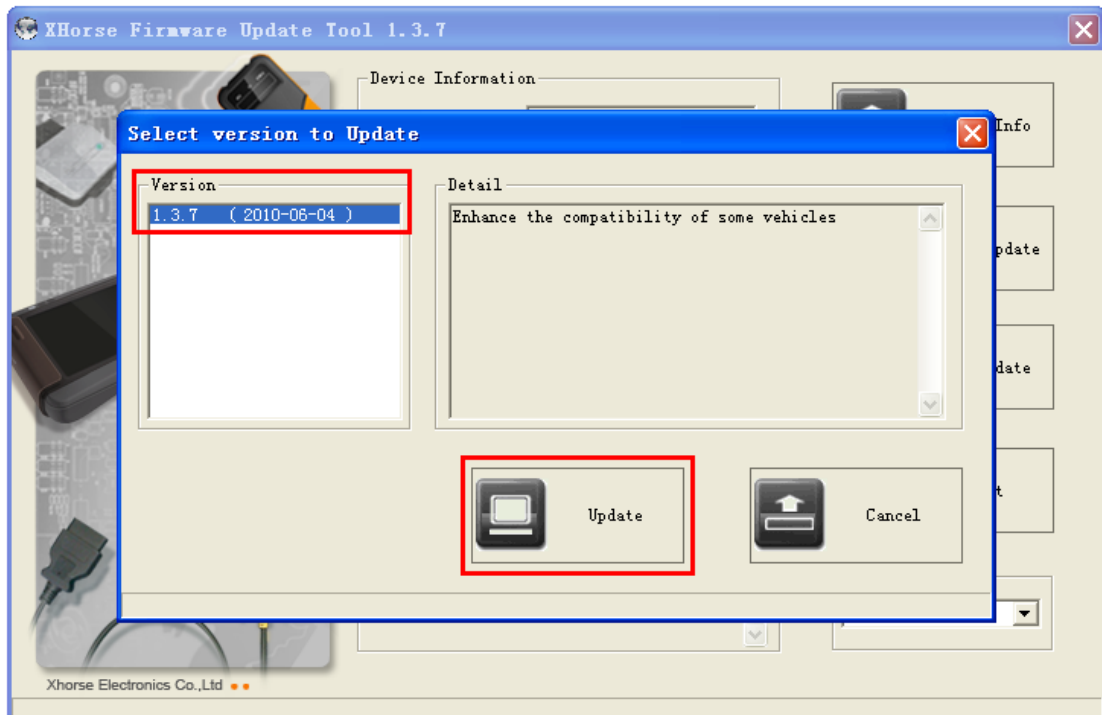 XHorse Firmware Update Tool 1.3.7
Device Information
Info
Select version to Update
Version
1.3.7 ( 2010-06-04 )
Detail
Enhance the compatibility of some vehicles
pdate
date
t
Update
Cancel
Xhorse Electronics Co.,Ltd